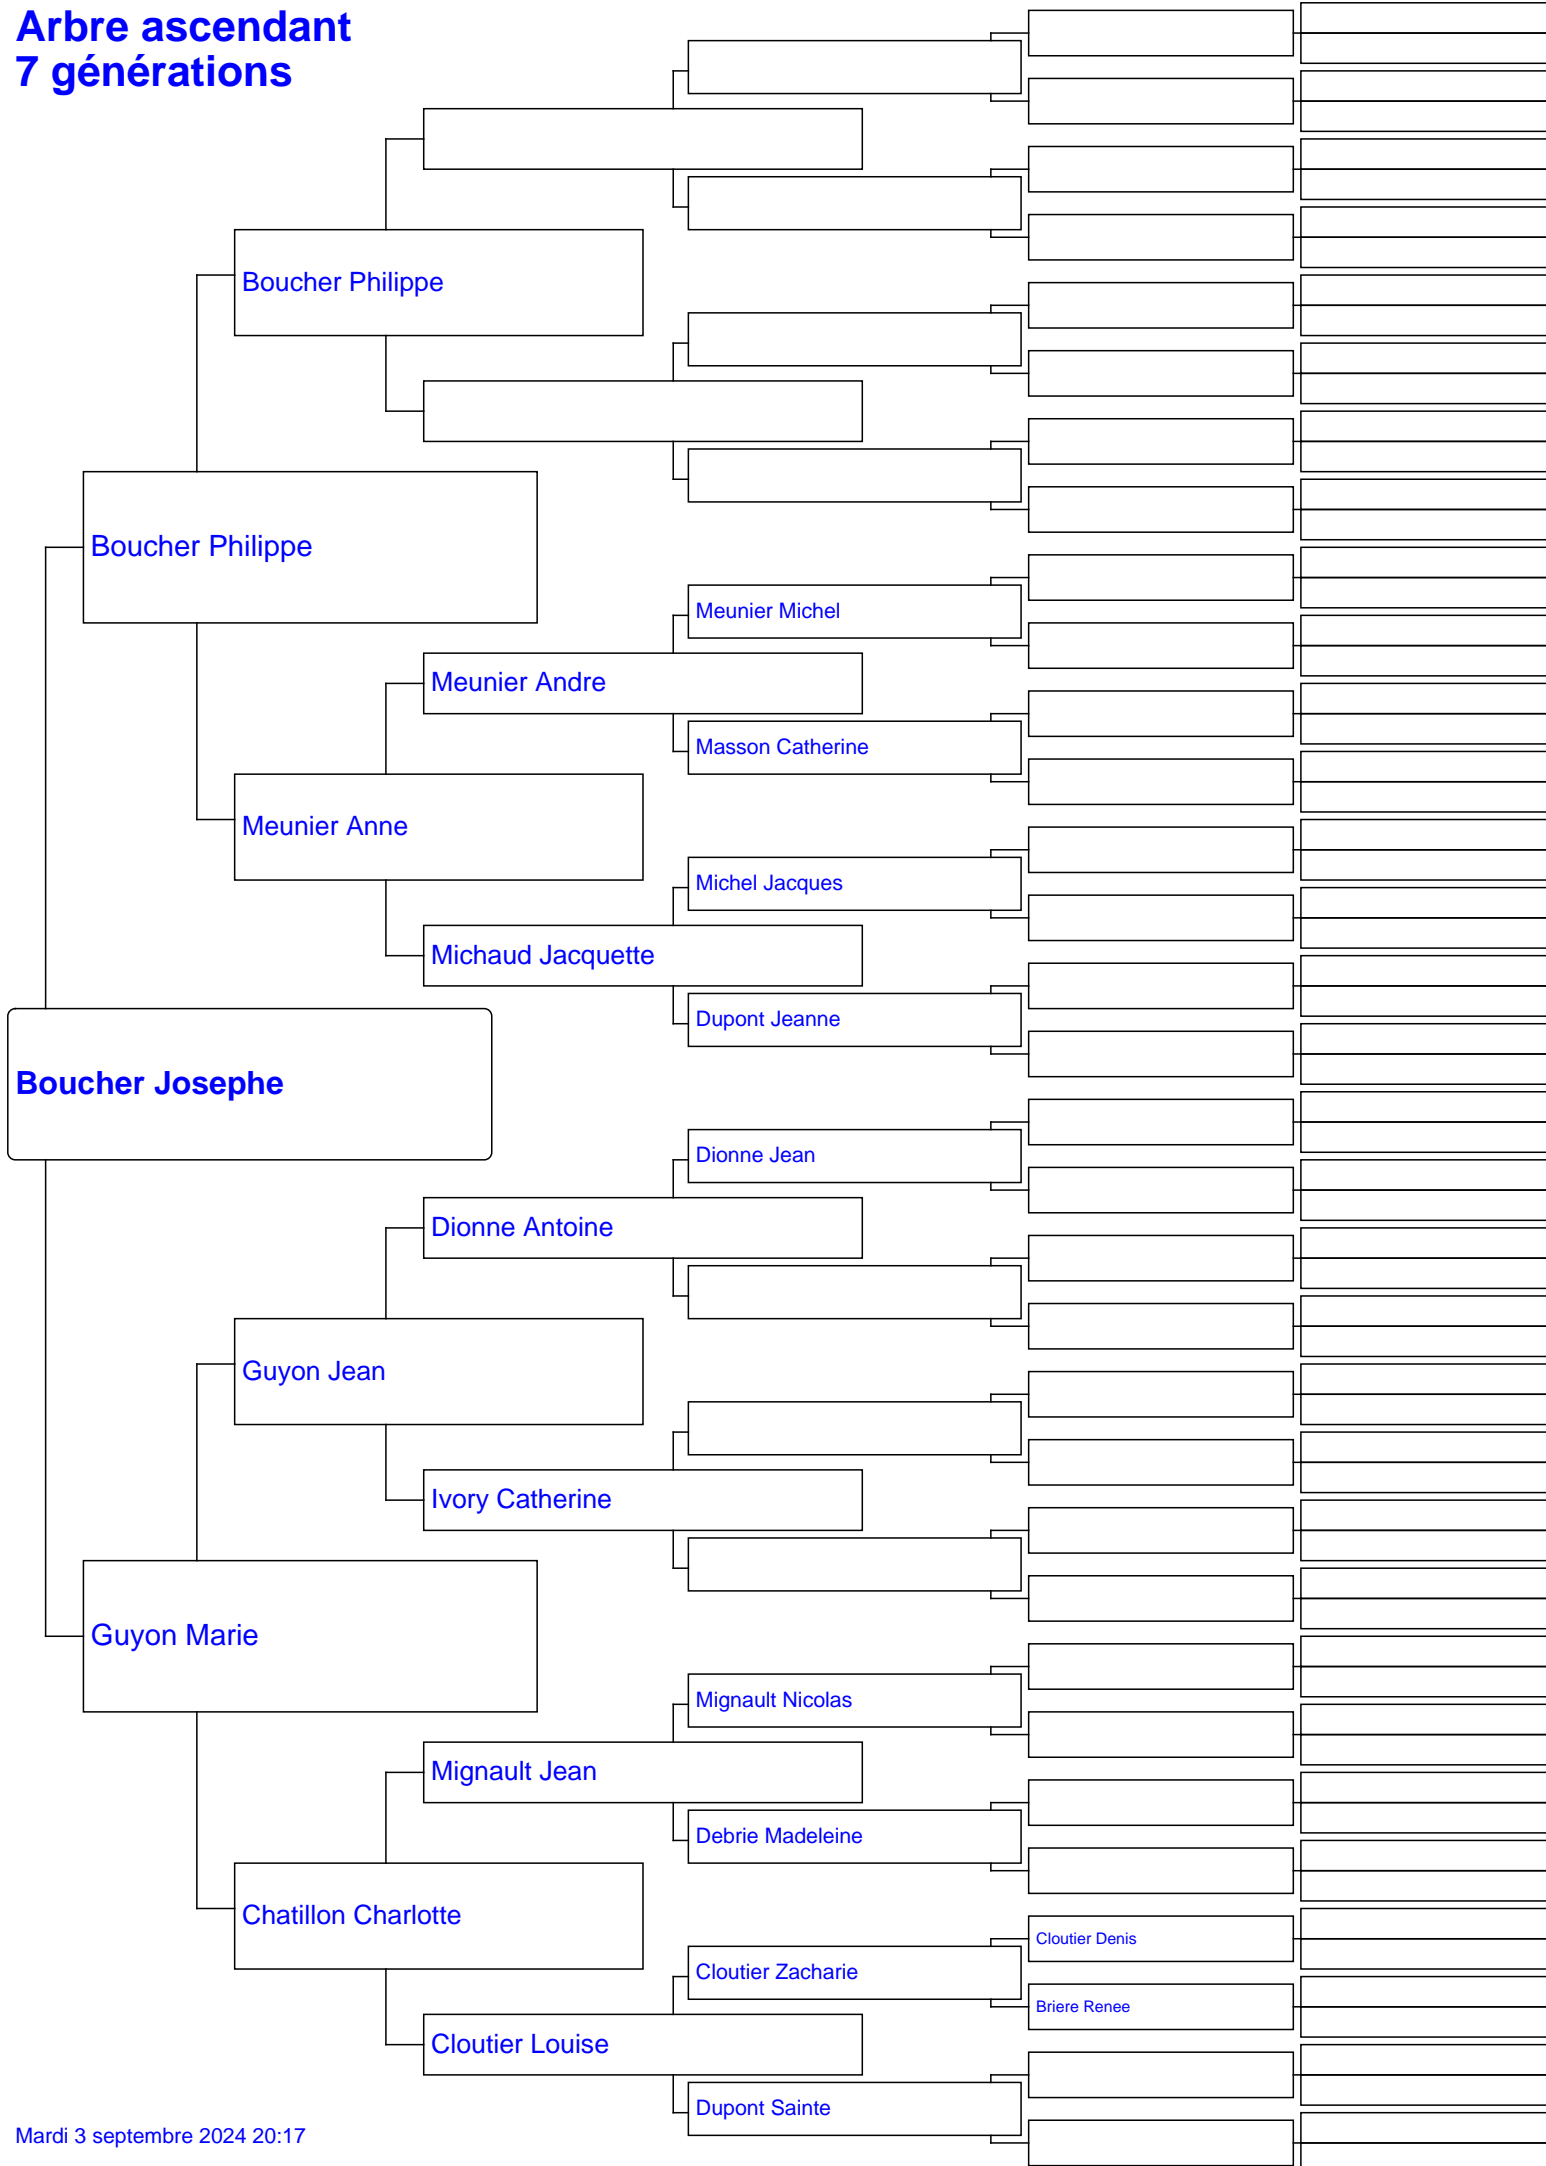 Arbre ascendant
7 générations
Boucher Philippe
Boucher Philippe
Meunier Michel
Meunier Andre
Masson Catherine
Meunier Anne
Michel Jacques
Michaud Jacquette
Dupont Jeanne
Boucher Josephe
Dionne Jean
Dionne Antoine
Guyon Jean
Ivory Catherine
Guyon Marie
Mignault Nicolas
Mignault Jean
Debrie Madeleine
Chatillon Charlotte
Cloutier Denis
Cloutier Zacharie
Briere Renee
Cloutier Louise
Dupont Sainte
Mardi 3 septembre 2024 20:17